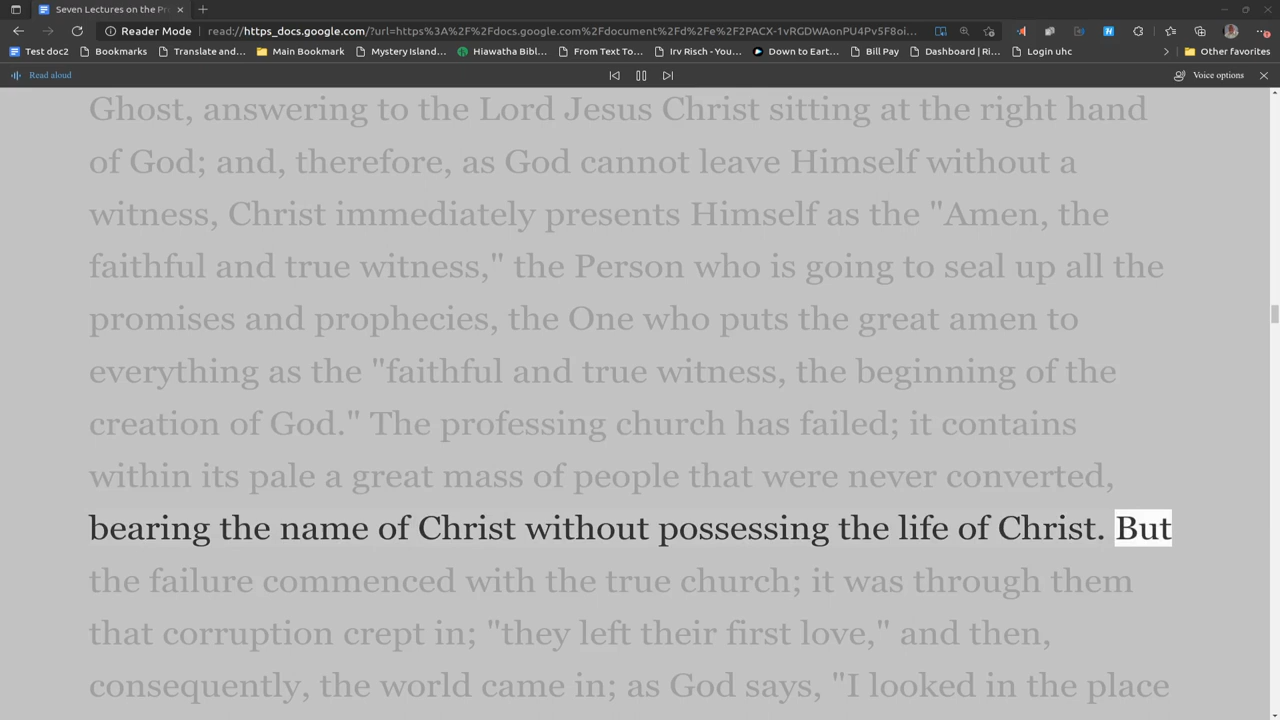 Seven Lectures on the Pr
Reader Mode
read://https_docs.google.com/?url=https%3A%2F%2Fdocs.google.com%2Fdocument%2Fd%2Fe%2F2PACX-1vRGDWAonPU4Pv5F8oi...
Test doc2 Bookmarks Translate and... Main Bookmark Mystery Island... Hiawatha Bibl... From Text To... Irv Risch - You... Down to Eart... Bill Pay Dashboard | Ri... Login uhc Other favorites
Read aloud Voice options
Ghost, answering to the Lord Jesus Christ sitting at the right hand
of God; and, therefore, as God cannot leave Himself without a
witness, Christ immediately presents Himself as the "Amen, the
faithful and true witness," the Person who is going to seal up all the
promises and prophecies, the One who puts the great amen to
everything as the "faithful and true witness, the beginning of the
creation of God." The professing church has failed; it contains
within its pale a great mass of people that were never converted,
bearing the name of Christ without possessing the life of Christ. But
the failure commenced with the true church; it was through them
that corruption crept in; "they left their first love," and then,
consequently, the world came in; as God says, "I looked in the place